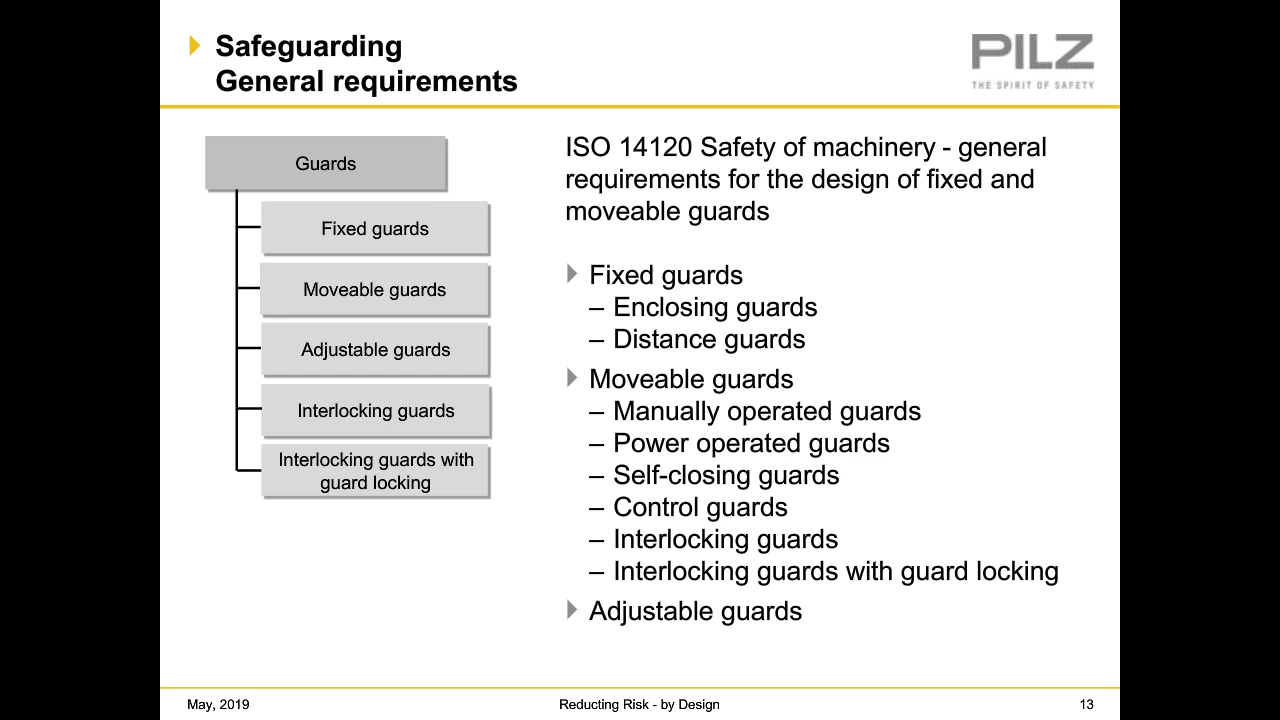 Safeguarding
General requirements
PILZ
THE SPIRIT OF SAFETY
Guards
Fixed guards
Moveable guards
Adjustable guards
Interlocking guards
Interlocking guards with
guard locking
ISO 14120 Safety of machinery - general
requirements for the design of fixed and
moveable guards
Fixed guards
– Enclosing guards
– Distance guards
Moveable guards
– Manually operated guards
– Power operated guards
– Self-closing guards
– Control guards
– Interlocking guards
– Interlocking guards with guard locking
Adjustable guards
May, 2019
Reducting Risk - by Design
13